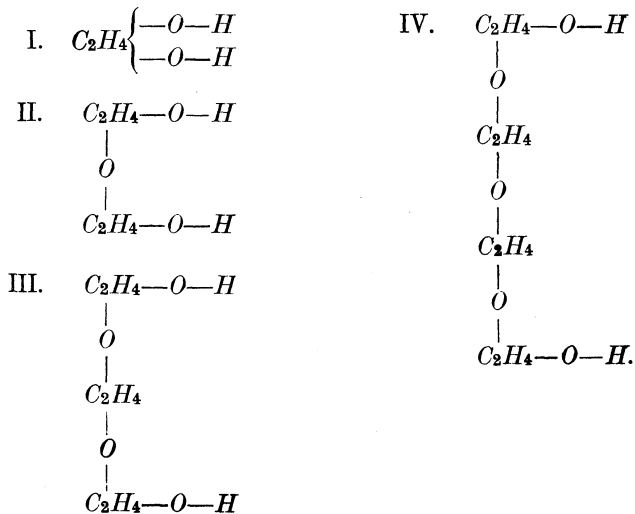 I. C₂H₄{—O—H
—O—H
II. C₂H₄—O—H
|
O
|
C₂H₄—O—H
III. C₂H₄—O—H
|
O
|
C₂H₄
|
O
|
C₂H₄—O—H
IV. C₂H₄—O—H
|
O
|
C₂H₄
|
O
|
C₂H₄
|
O
|
C₂H₄—O—H.